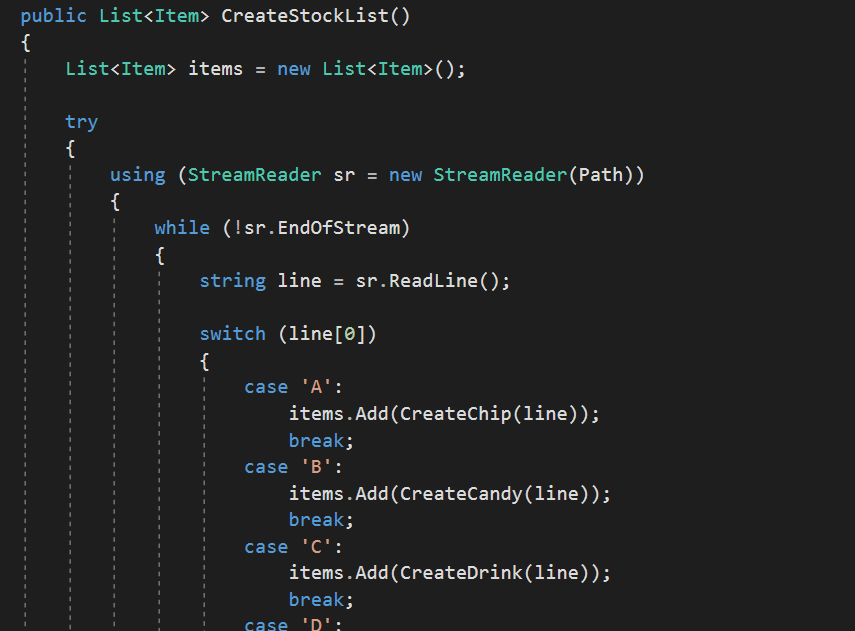 public List<Item> CreateStockList()
{
List<Item> items = new List<Item>();
try
{
using (StreamReader sr = new StreamReader(Path))
{
while (!sr.EndOfStream)
{
string line = sr.ReadLine();
switch (line[0])
{
case 'A':
items.Add(CreateChip(line));
break;
case 'B':
items.Add(CreateCandy(line));
break;
case 'C':
items.Add(CreateDrink(line));
break;
case 'D':